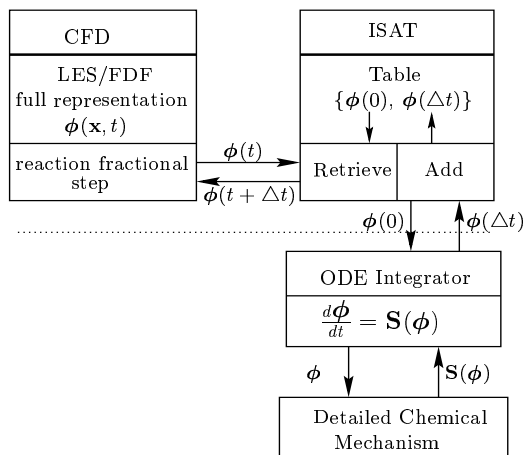 CFD
LES/FDF
full representation
ϕ(x, t)
reaction fractional
step
ϕ(t)
ϕ(t + △t)
ISAT
Table
{ϕ(0), ϕ(△t)}
Retrieve
Add
ϕ(0)
ϕ(△t)
ODE Integrator
dϕ/dt = S(ϕ)
ϕ
S(ϕ)
Detailed Chemical
Mechanism